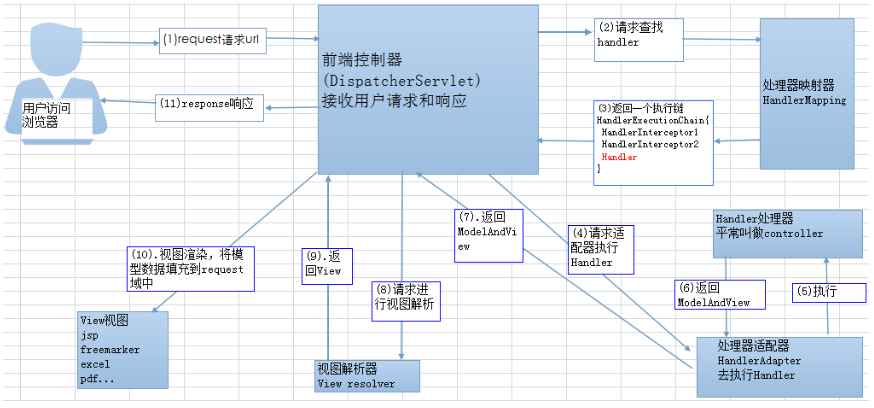 (1)request请求url
前端控制器
(DispatcherServlet)
接收用户请求和响应
(2)请求查找
handler
处理器映射器
HandlerMapping
用户访问
浏览器
(11)response响应
(3)返回一个执行链
HandlerExecutionChain{
HandlerInterceptor1
HandlerInterceptor2
Handler
}
(10).视图渲染，将模
型数据填充到request
域中
(9).返
回View
(8)请求进
行视图解析
(7).返回
ModelAndVi
ew
(4)请求适
配器执行
Handler
Handler处理器
平常叫做controller
(6)返回
ModelAndView
(5)执行
View视图
jsp
freemarker
excel
pdf...
视图解析器
View resolver
处理器适配器
HandlerAdapter
去执行Handler